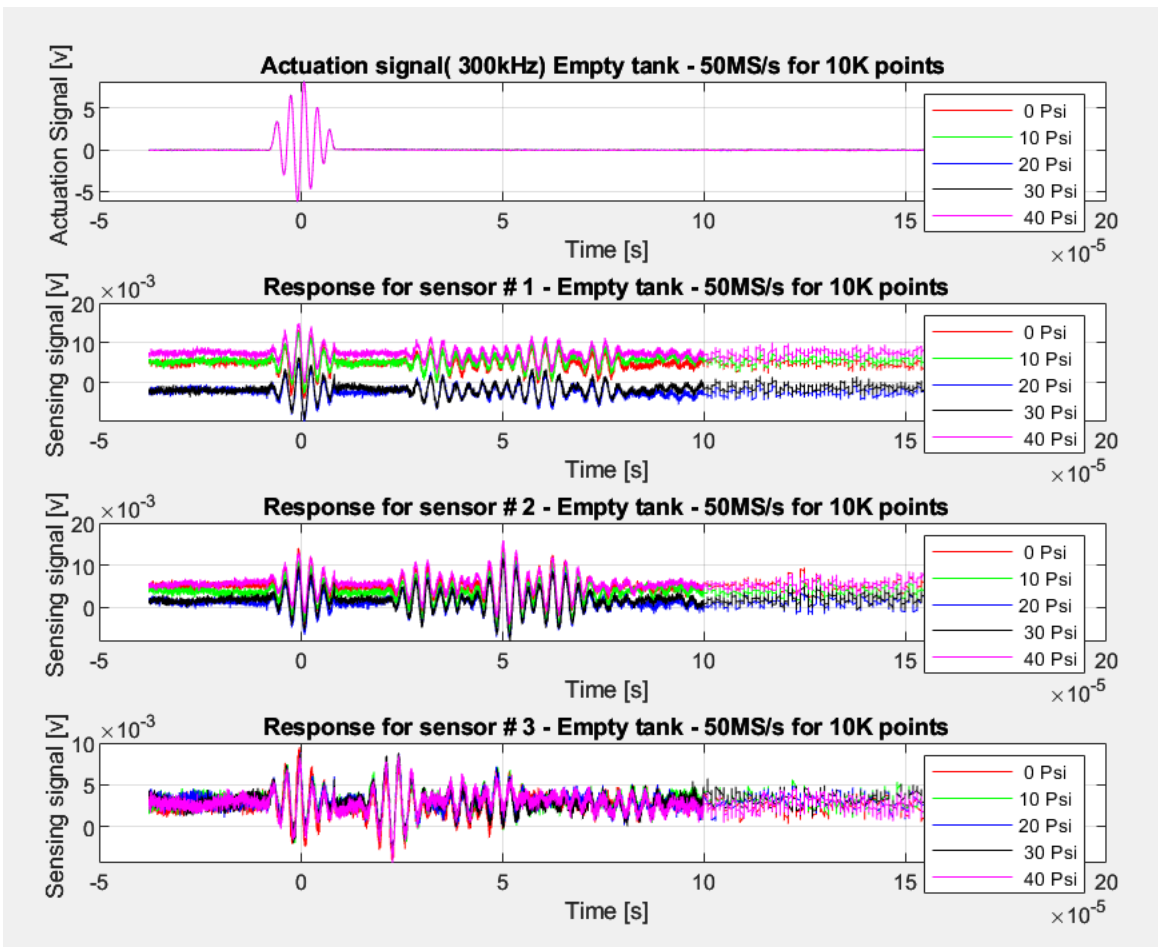 Actuation signal( 300kHz) Empty tank - 50MS/s for 10K points
Actuation Signal [v]
5
0
-5
-5 0 5 10 15 20
Time [s]
×10-5
0 Psi
10 Psi
20 Psi
30 Psi
40 Psi
Response for sensor # 1 - Empty tank - 50MS/s for 10K points
×10-3
Sensing signal [v]
20
10
0
-5 0 5 10 15 20
Time [s]
×10-5
0 Psi
10 Psi
20 Psi
30 Psi
40 Psi
Response for sensor # 2 - Empty tank - 50MS/s for 10K points
×10-3
Sensing signal [v]
20
10
0
-5 0 5 10 15 20
Time [s]
×10-5
0 Psi
10 Psi
20 Psi
30 Psi
40 Psi
Response for sensor # 3 - Empty tank - 50MS/s for 10K points
×10-3
Sensing signal [v]
10
5
0
-5 0 5 10 15 20
Time [s]
×10-5
0 Psi
10 Psi
20 Psi
30 Psi
40 Psi